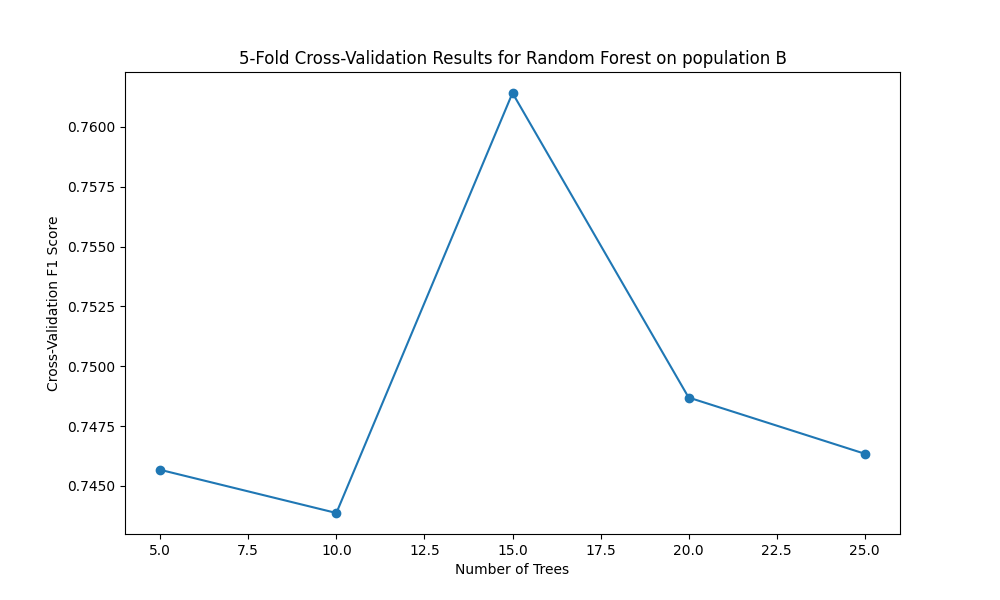 5-Fold Cross-Validation Results for Random Forest on population B
Cross-Validation F1 Score
0.7600
0.7575
0.7550
0.7525
0.7500
0.7475
0.7450
5.0 7.5 10.0 12.5 15.0 17.5 20.0 22.5 25.0
Number of Trees